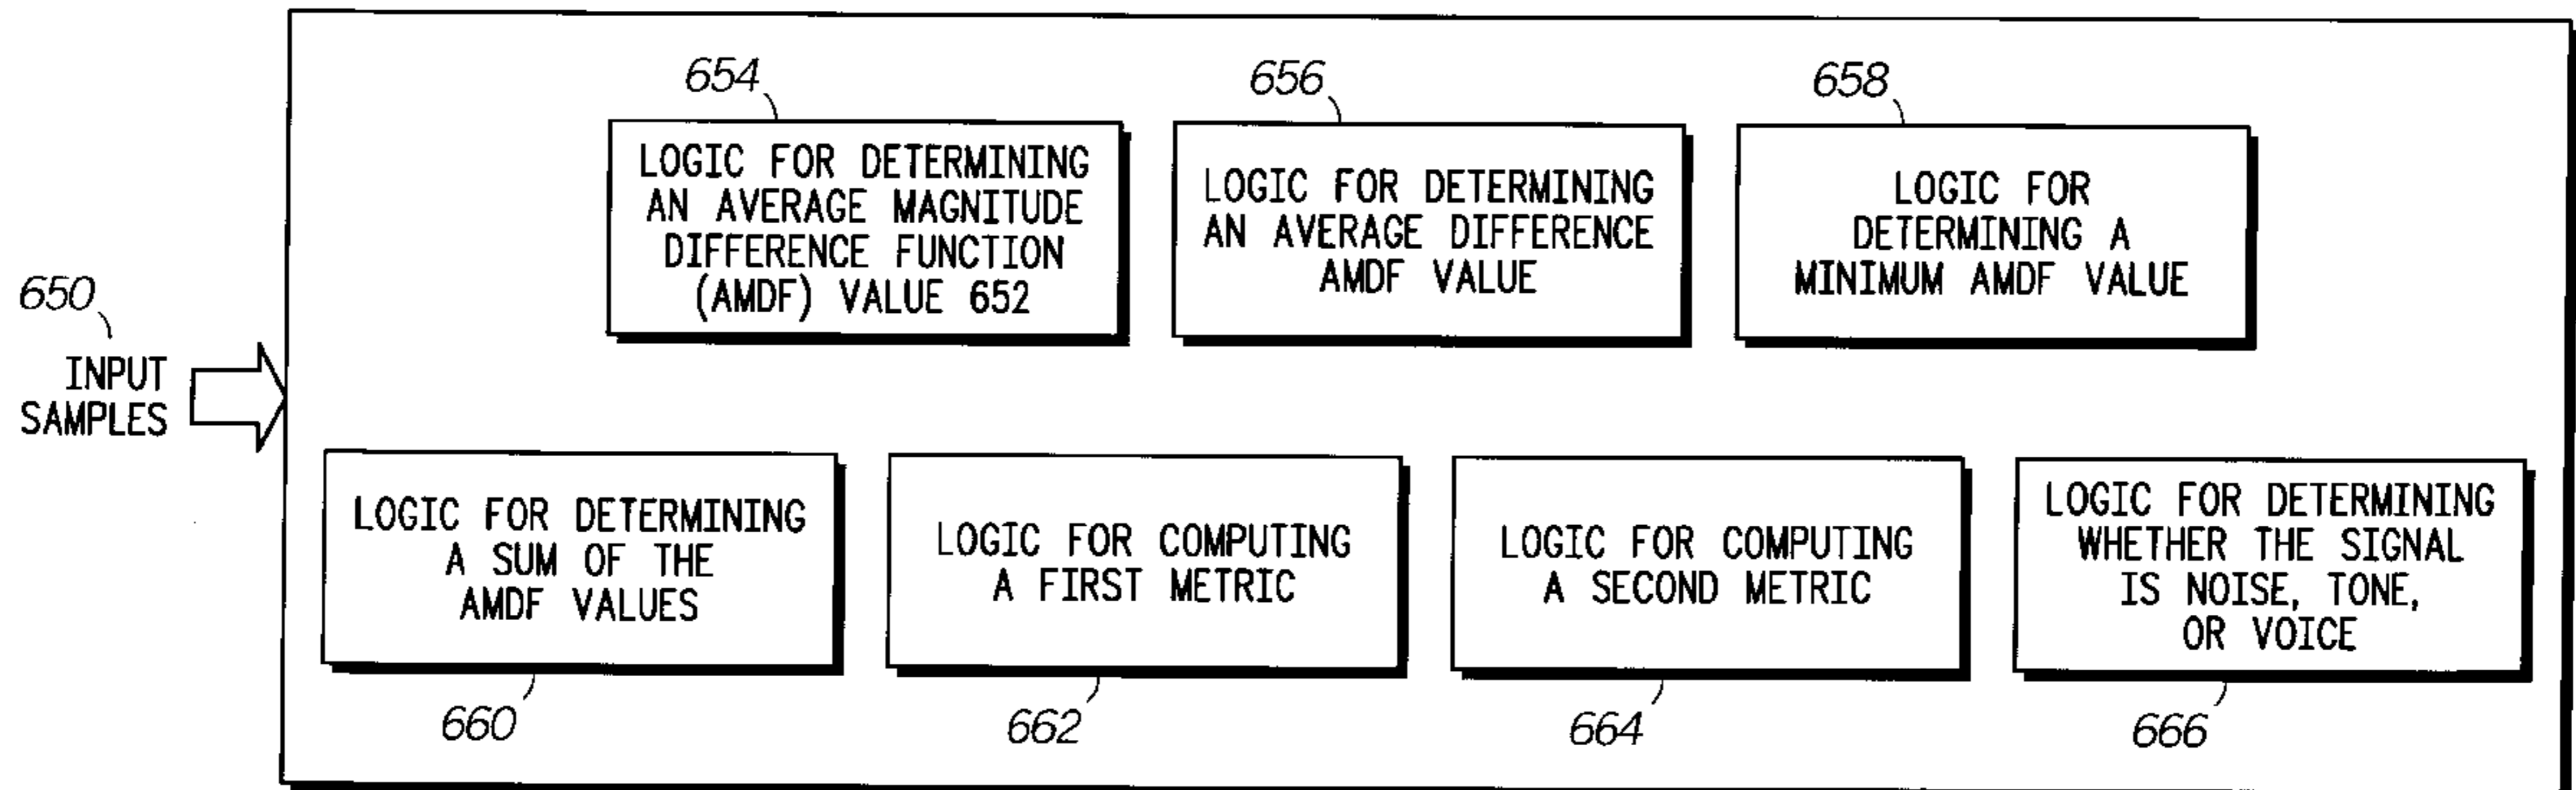 654
LOGIC FOR DETERMINING
AN AVERAGE MAGNITUDE
DIFFERENCE FUNCTION
(AMDF) VALUE 652
656
LOGIC FOR DETERMINING
AN AVERAGE DIFFERENCE
AMDF VALUE
658
LOGIC FOR
DETERMINING A
MINIMUM AMDF VALUE
650
INPUT
SAMPLES
LOGIC FOR DETERMINING
A SUM OF THE
AMDF VALUES
660
LOGIC FOR COMPUTING
A FIRST METRIC
662
LOGIC FOR COMPUTING
A SECOND METRIC
664
LOGIC FOR DETERMINING
WHETHER THE SIGNAL
IS NOISE, TONE,
OR VOICE
666